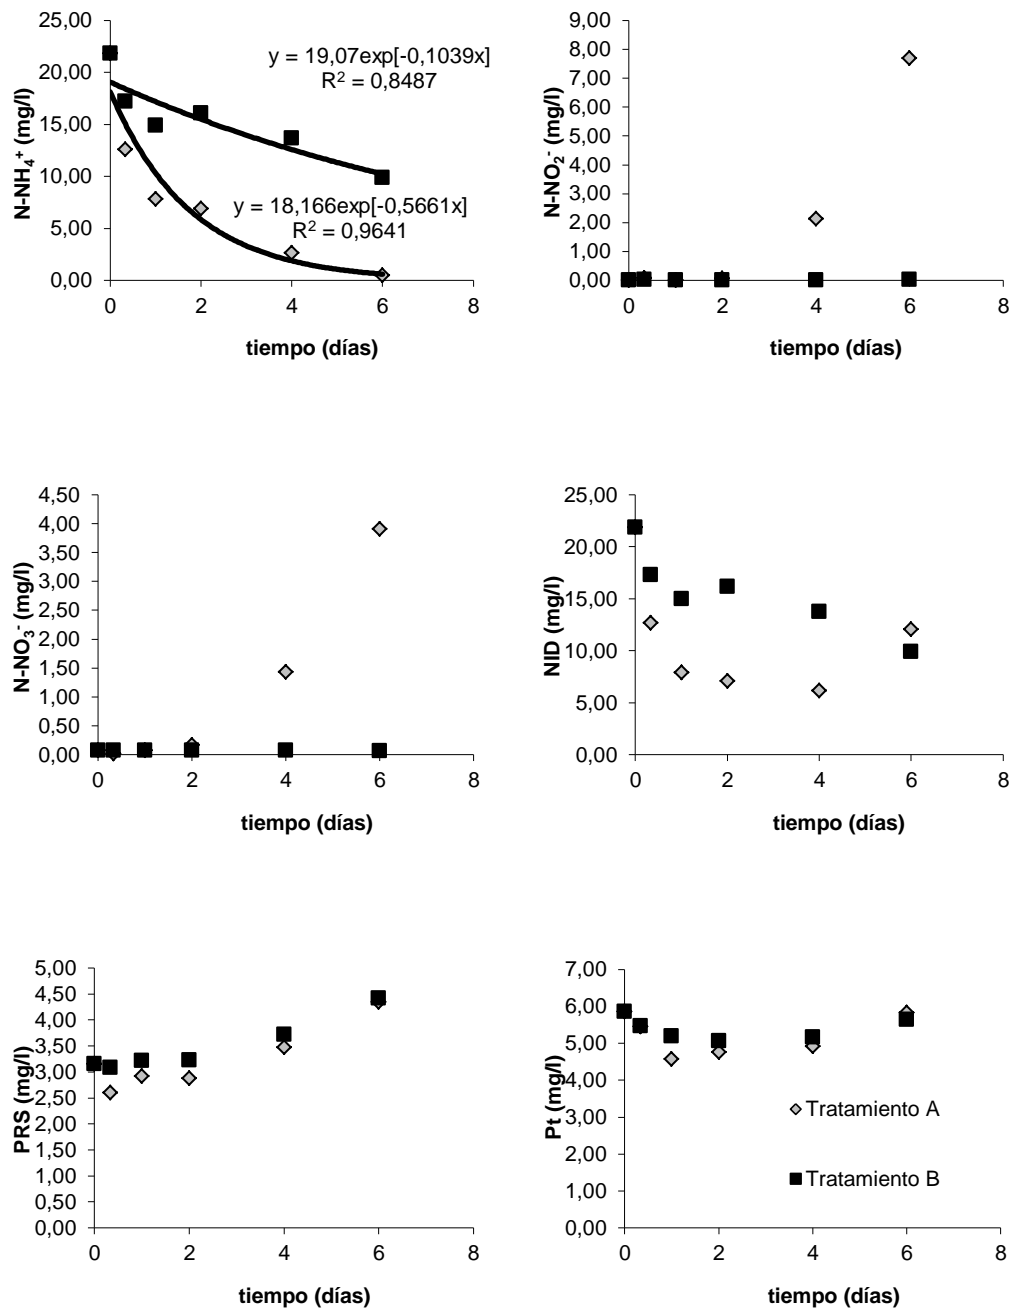 25,00
20,00
15,00
10,00
5,00
0,00
N-NH₄⁺ (mg/l)
y = 19,07exp[-0,1039x]
R² = 0,8487
y = 18,166exp[-0,5661x]
R² = 0,9641
0 2 4 6 8
tiempo (días)
9,00
8,00
7,00
6,00
5,00
4,00
3,00
2,00
1,00
0,00
N-NO₂⁻ (mg/l)
0 2 4 6 8
tiempo (días)
4,50
4,00
3,50
3,00
2,50
2,00
1,50
1,00
0,50
0,00
N-NO₃⁻ (mg/l)
0 2 4 6 8
tiempo (días)
25,00
20,00
15,00
10,00
5,00
0,00
NID (mg/l)
0 2 4 6 8
tiempo (días)
5,00
4,50
4,00
3,50
3,00
2,50
2,00
1,50
1,00
0,50
0,00
PRS (mg/l)
0 2 4 6 8
tiempo (días)
7,00
6,00
5,00
4,00
3,00
2,00
1,00
0,00
Pt (mg/l)
Tratamiento A
Tratamiento B
0 2 4 6 8
tiempo (días)